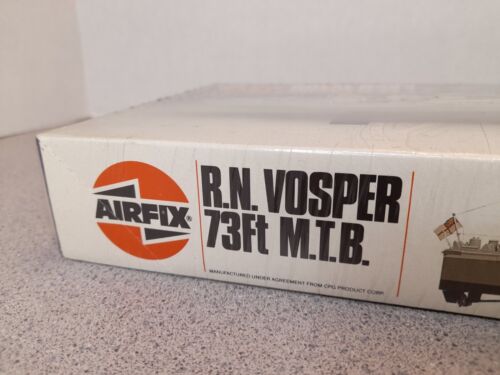 AIRFIX®
R.N. VOSPER
73Ft M.T.B.
MANUFACTURED UNDER AGREEMENT FROM CPG PRODUCT CORP.